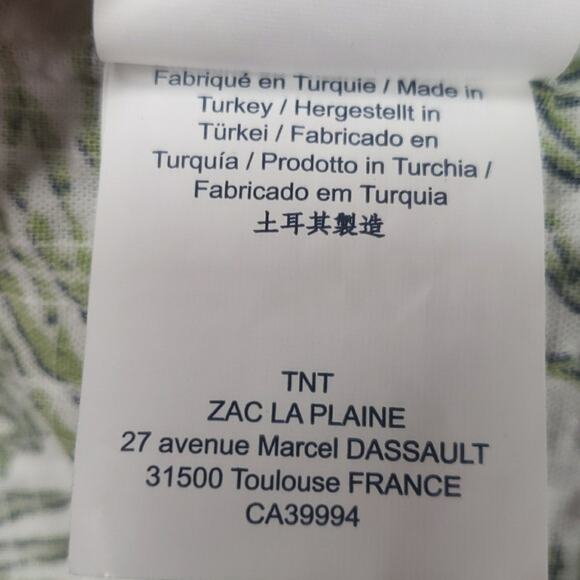 Fabriqué en Turquie / Made in
Turkey / Hergestellt in
Türkei / Fabricado en
Turquía / Prodotto in Turchia /
Fabricado em Turquia
土耳其製造
TNT
ZAC LA PLAINE
27 avenue Marcel DASSAULT
31500 Toulouse FRANCE
CA39994